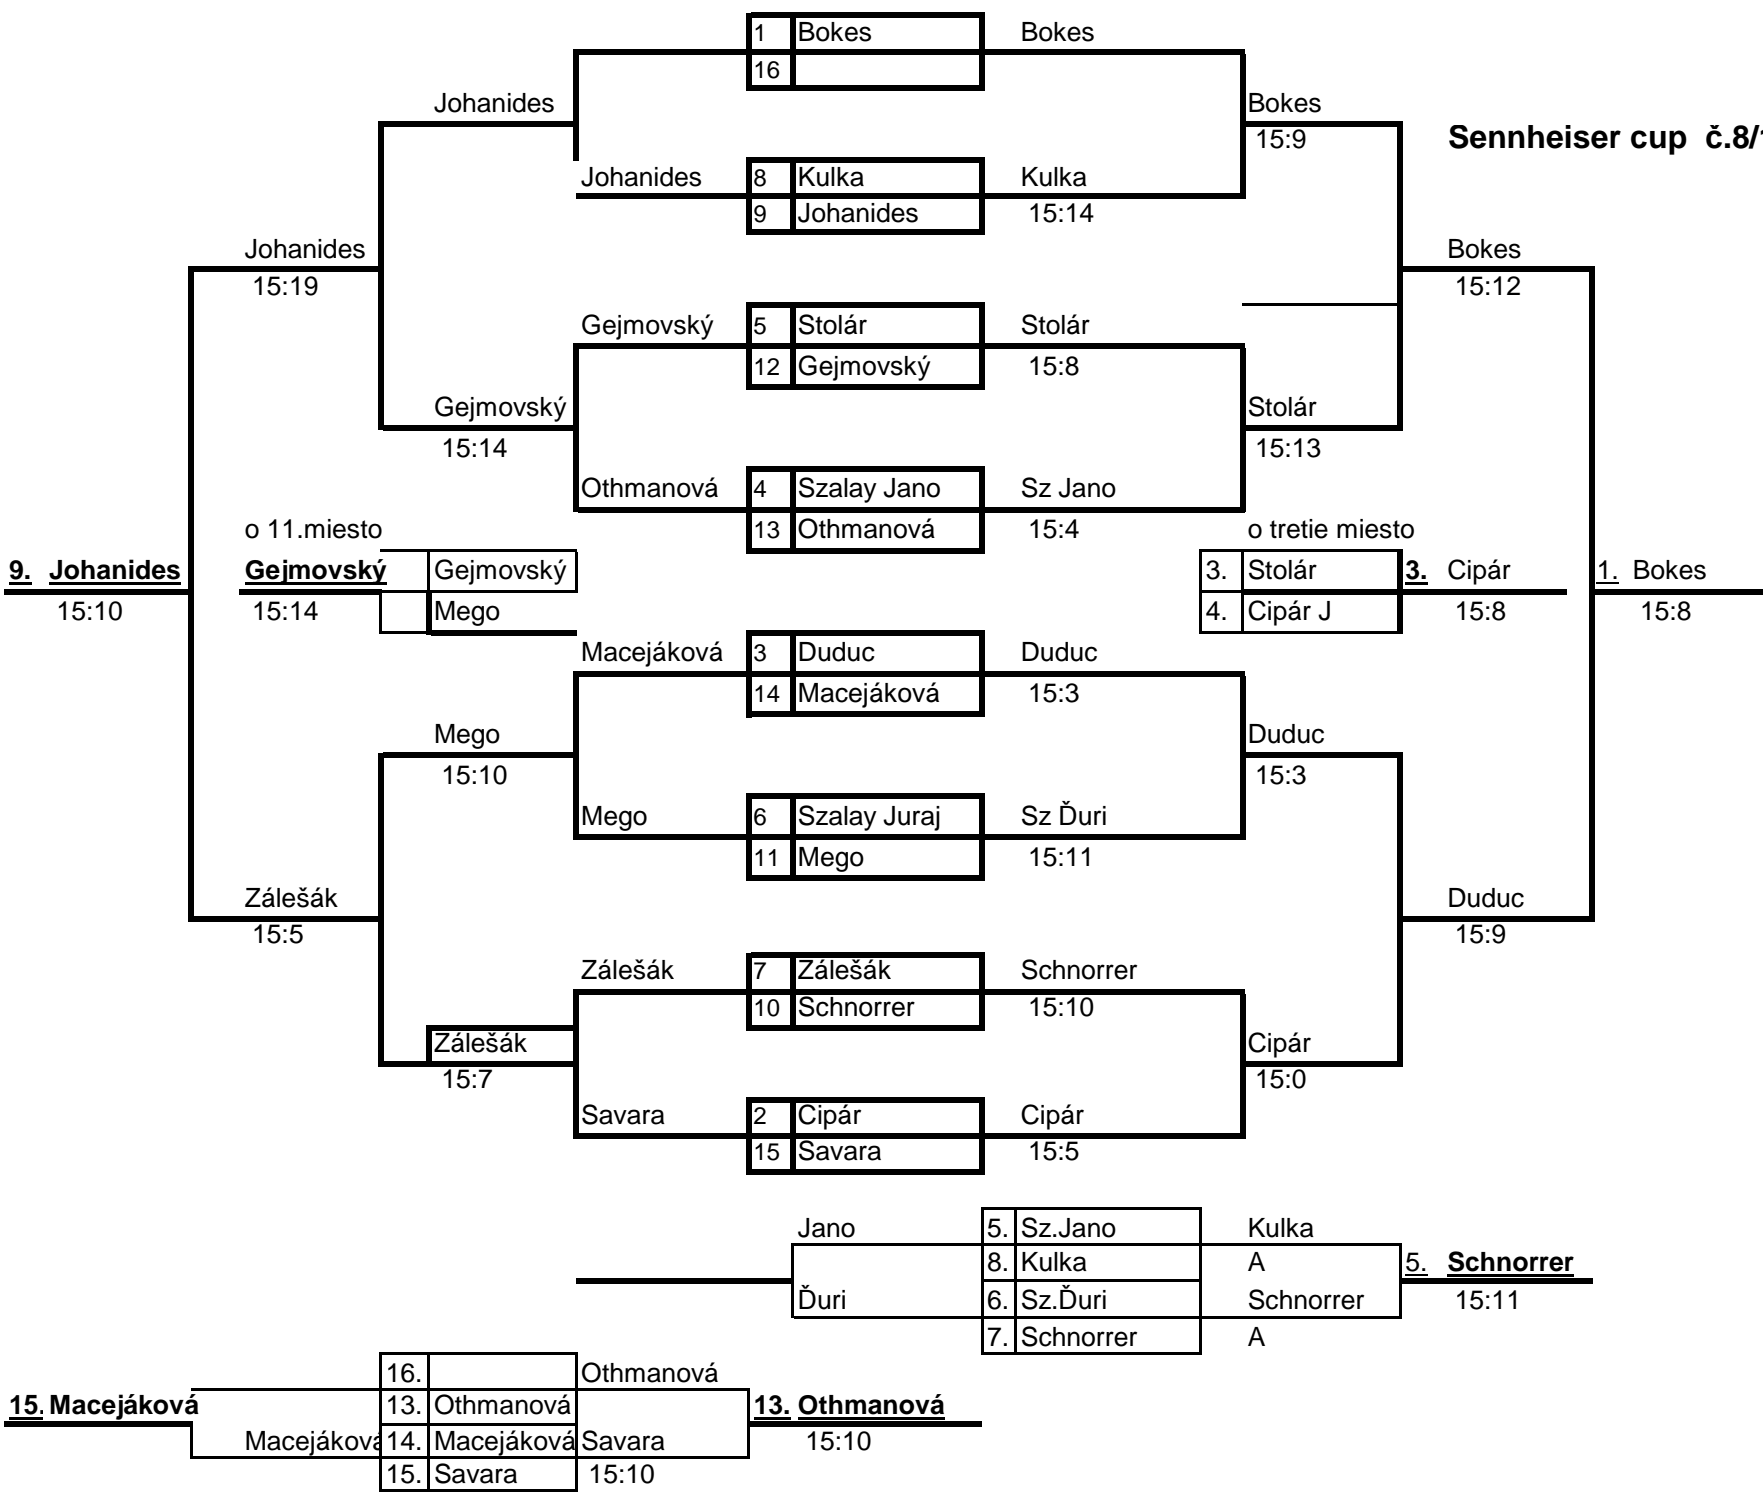 1 Bokes Bokes
16
Johanides Bokes
15:9 Sennheiser cup č.8/
Johanides 8 Kulka Kulka
9 Johanides 15:14
Johanides Bokes
15:19 15:12
Gejmovský 5 Stolár Stolár
12 Gejmovský 15:8
Gejmovský Stolár
15:14 15:13
Othmanová 4 Szalay Jano Sz Jano
o 11.miesto 13 Othmanová 15:4 o tretie miesto
9. Johanides Gejmovský Gejmovský 3. Stolár 3. Cipár 1. Bokes
15:10 15:14 Mego 4. Cipár J 15:8 15:8
Macejáková 3 Duduc Duduc
14 Macejáková 15:3
Mego Duduc
15:10 15:3
Mego 6 Szalay Juraj Sz Ďuri
11 Mego 15:11
Zálešák Duduc
15:5 15:9
Zálešák 7 Zálešák Schnorrer
10 Schnorrer 15:10
Zálešák Cipár
15:7 15:0
Savara 2 Cipár Cipár
15 Savara 15:5
Jano 5. Sz.Jano Kulka
8. Kulka A 5. Schnorrer
Ďuri 6. Sz.Ďuri Schnorrer 15:11
7. Schnorrer A
16. Othmanová
15. Macejáková 13. Othmanová 13. Othmanová
Macejáková 14. Macejáková Savara 15:10
15. Savara 15:10